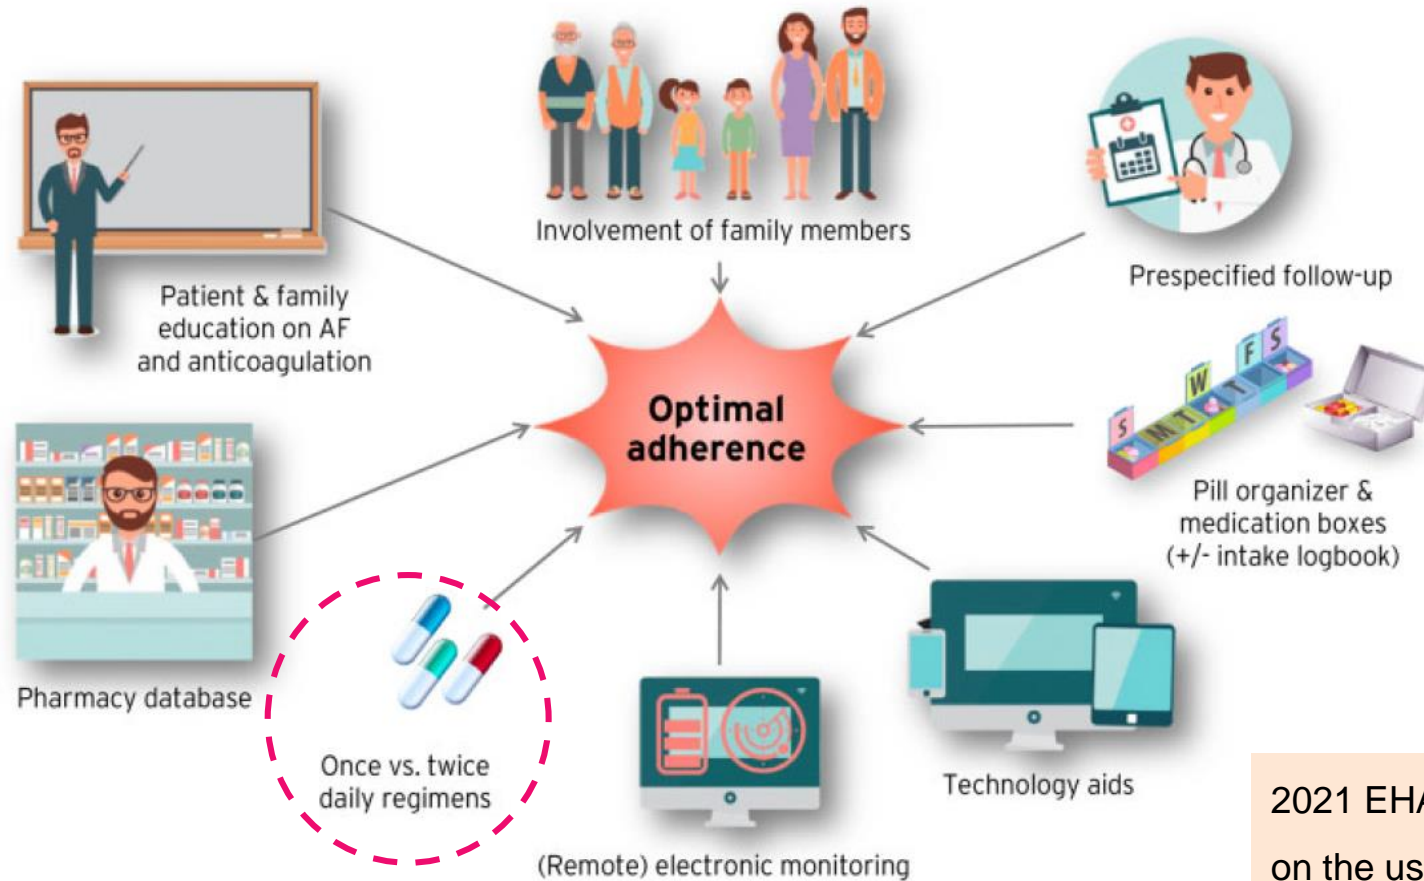 Involvement of family members
Prespecified follow-up
Patient & family
education on AF
and anticoagulation
Optimal
adherence
S M T W T F S
Pill organizer &
medication boxes
(+/- intake logbook)
Pharmacy database
Once vs. twice
daily regimens
(Remote) electronic monitoring
Technology aids
2021 EHA
on the us